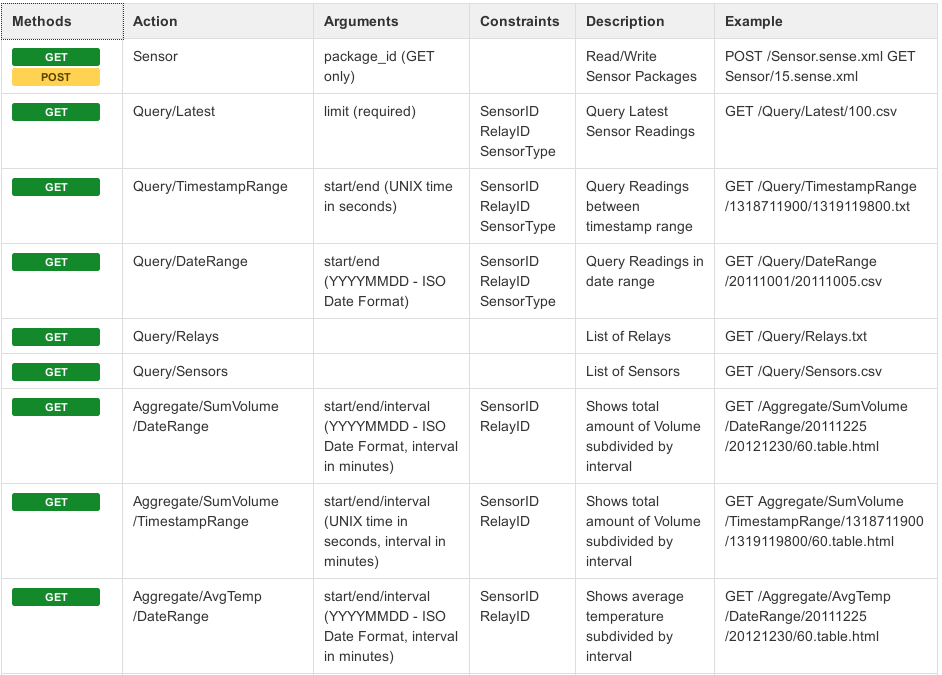 Methods Action Arguments Constraints Description Example
GET Sensor package_id (GET Read/Write POST /Sensor.sense.xml GET
POST only) Sensor Packages Sensor/15.sense.xml
GET Query/Latest limit (required) SensorID Query Latest GET /Query/Latest/100.csv
RelayID Sensor Readings
SensorType
GET Query/TimestampRange start/end (UNIX time SensorID Query Readings GET /Query/TimestampRange
in seconds) RelayID between /1318711900/1319119800.txt
SensorType timestamp range
GET Query/DateRange start/end SensorID Query Readings in GET /Query/DateRange
(YYYYMMDD - ISO RelayID date range /20111001/20111005.csv
Date Format) SensorType
GET Query/Relays List of Relays GET /Query/Relays.txt
GET Query/Sensors List of Sensors GET /Query/Sensors.csv
GET Aggregate/SumVolume start/end/interval SensorID Shows total GET /Aggregate/SumVolume
/DateRange (YYYYMMDD - ISO RelayID amount of Volume /DateRange/20111225
Date Format, interval subdivided by /20121230/60.table.html
in minutes) interval
GET Aggregate/SumVolume start/end/interval SensorID Shows total GET Aggregate/SumVolume
/TimestampRange (UNIX time in RelayID amount of Volume /TimestampRange/1318711900
seconds, interval in subdivided by /1319119800/60.table.html
minutes) interval
GET Aggregate/AvgTemp start/end/interval SensorID Shows average GET /Aggregate/AvgTemp
/DateRange (YYYYMMDD - ISO RelayID temperature /DateRange/20111225
Date Format, interval subdivided by /20121230/60.table.html
in minutes) interval